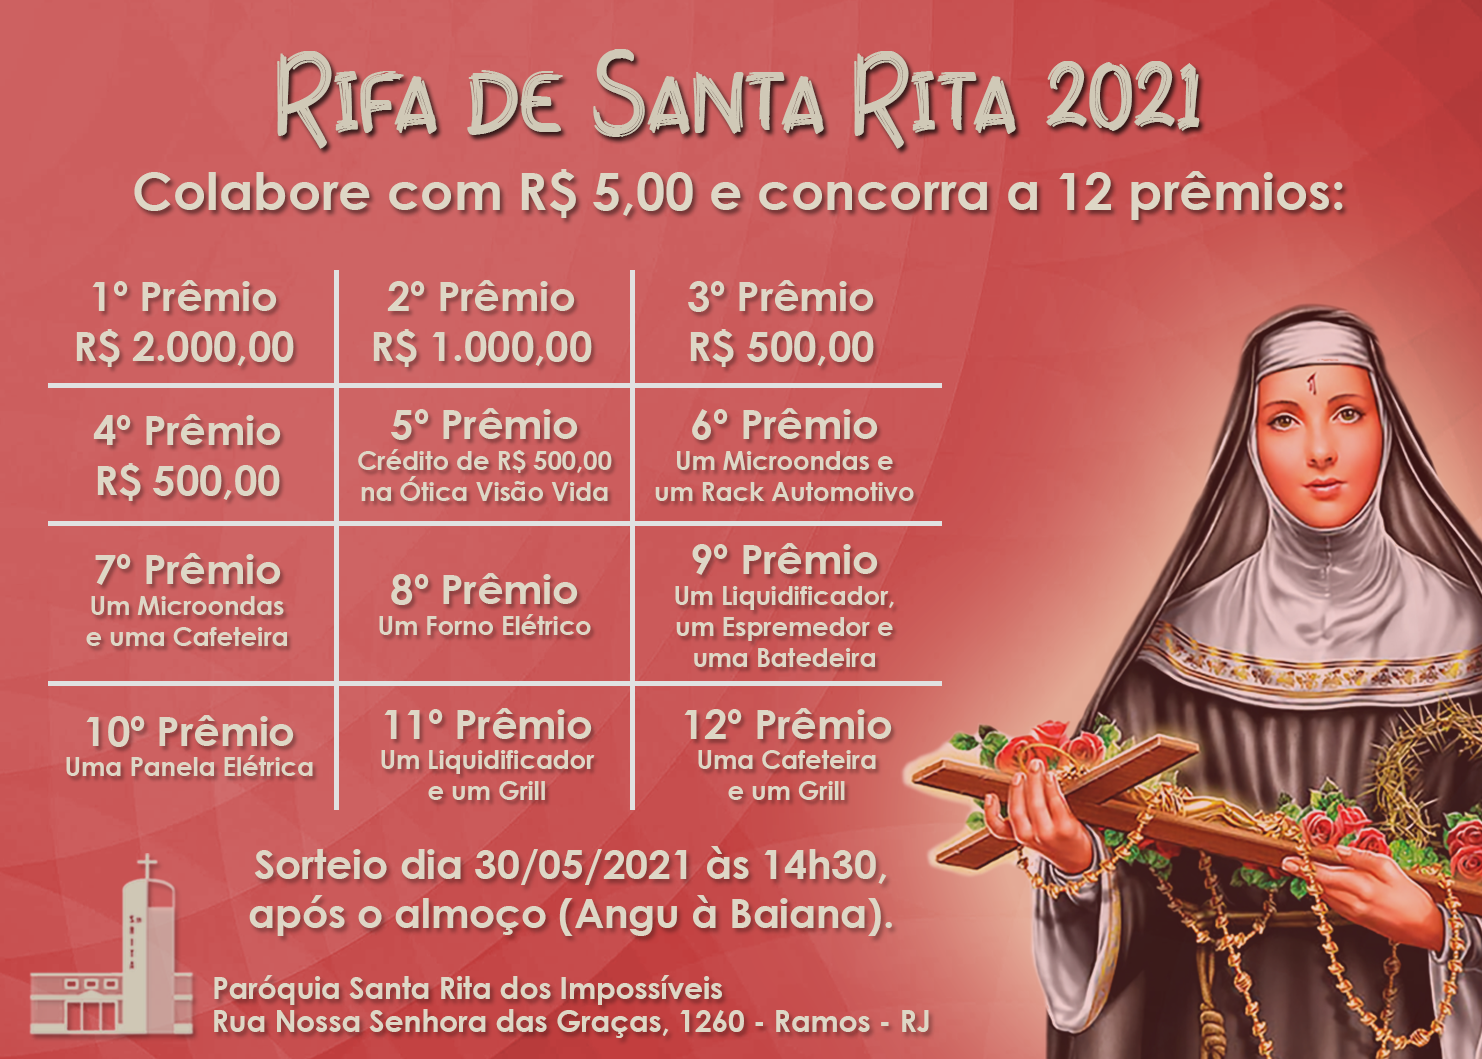 Rifa de Santa Rita 2021
Colabore com R$ 5,00 e concorra a 12 prêmios:
1º Prêmio
R$ 2.000,00
2º Prêmio
R$ 1.000,00
3º Prêmio
R$ 500,00
4º Prêmio
R$ 500,00
5º Prêmio
Crédito de R$ 500,00
na Ótica Visão Vida
6º Prêmio
Um Microondas e
um Rack Automotivo
7º Prêmio
Um Microondas
e uma Cafeteira
8º Prêmio
Um Forno Elétrico
9º Prêmio
Um Liquidificador,
um Espremedor e
uma Batedeira
10º Prêmio
Uma Panela Elétrica
11º Prêmio
Um Liquidificador
e um Grill
12º Prêmio
Uma Cafeteira
e um Grill
Sorteio dia 30/05/2021 às 14h30,
após o almoço (Angu à Baiana).
Paróquia Santa Rita dos Impossíveis
Rua Nossa Senhora das Graças, 1260 - Ramos - RJ